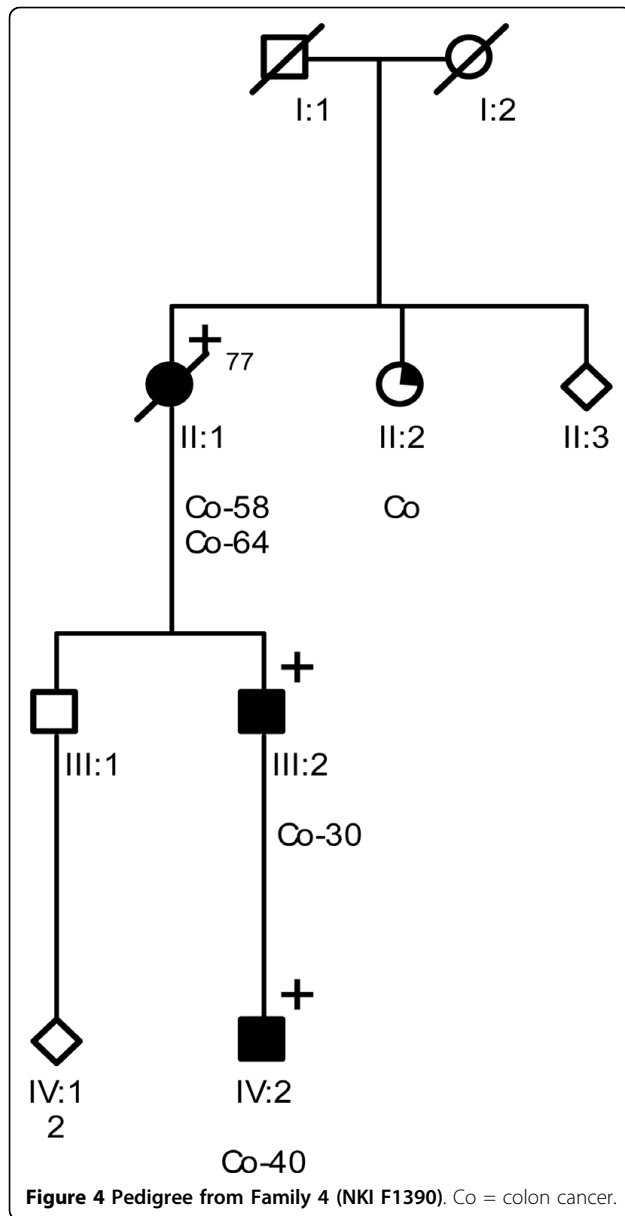 I:1 I:2
+ 77
II:1 II:2 II:3
Co-58 Co
Co-64
+
III:1 III:2
Co-30
+
IV:1 IV:2
2
Co-40
Figure 4 Pedigree from Family 4 (NKI F1390). Co = colon cancer.